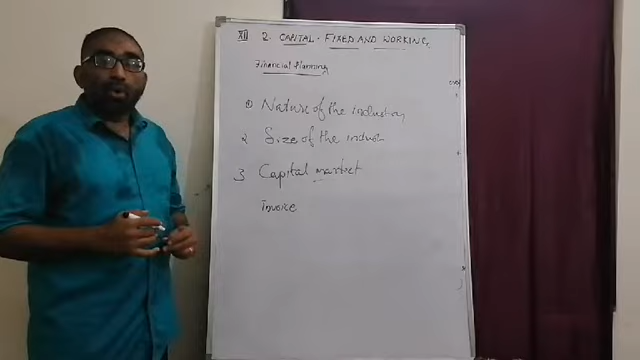 XII 2. CAPITAL - FIXED AND WORKING
Financial Planning
① Nature of the industry
2 Size of the indust
3 Capital market
invoice